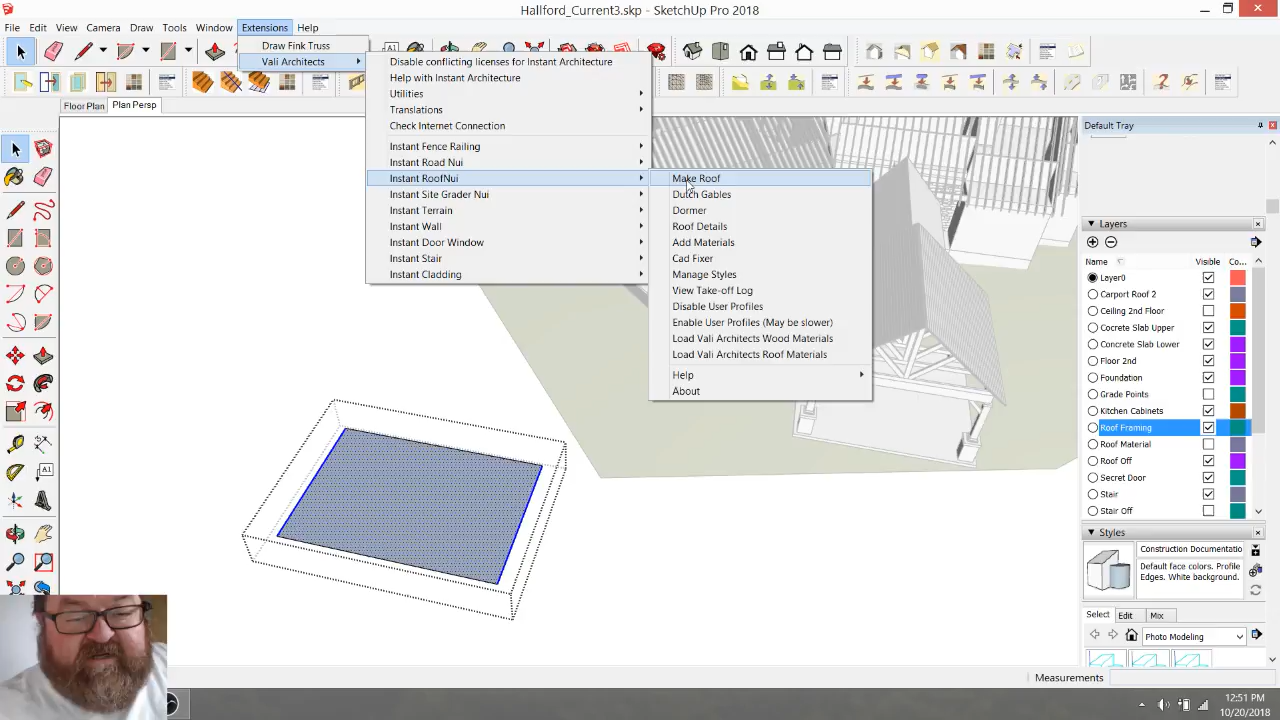 Hallford_Current3.skp - SketchUp Pro 2018
File Edit View Camera Draw Tools Window Extensions Help
Draw Fink Truss
Vali Architects
Disable conflicting licenses for Instant Architecture
Help with Instant Architecture
Utilities
Translations
Check Internet Connection
Instant Fence Railing
Instant Road Nui
Instant RoofNui
Instant Site Grader Nui
Instant Terrain
Instant Wall
Instant Door Window
Instant Stair
Instant Cladding
Make Roof
Dutch Gables
Dormer
Roof Details
Add Materials
Cad Fixer
Manage Styles
View Take-off Log
Disable User Profiles
Enable User Profiles (May be slower)
Load Vali Architects Wood Materials
Load Vali Architects Roof Materials
Help
About
Floor Plan Plan Persp
Default Tray
Layers
Name Visible Co...
Layer0
Carport Roof 2
Ceiling 2nd Floor
Cocrete Slab Upper
Concrete Slab Lower
Floor 2nd
Foundation
Grade Points
Kitchen Cabinets
Roof Framing
Roof Material
Roof Off
Secret Door
Stair
Stair Off
Styles
Construction Documentatio
Default face colors. Profile
Edges. White background.
Select Edit Mix
Photo Modeling
Measurements
12:51 PM
10/20/2018